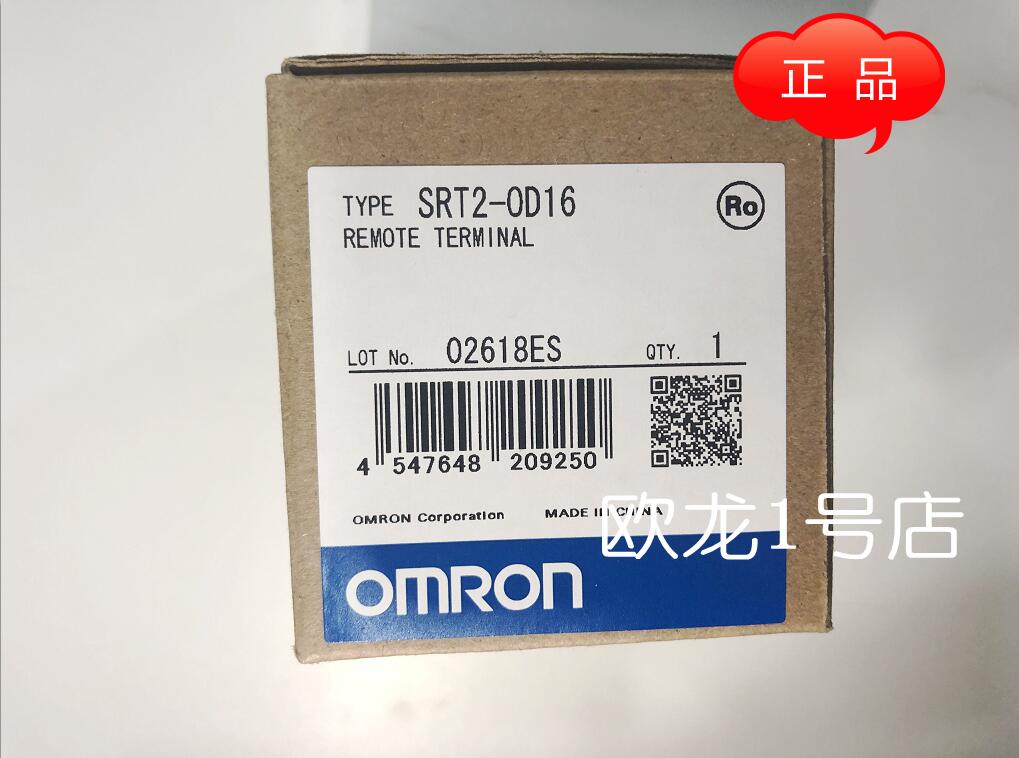 正 品
TYPE SRT2-OD16
Ro
REMOTE TERMINAL
LOT No. 02618ES QTY. 1
4 547648 209250
OMRON Corporation MADE IN CHINA
欧龙1号店
OMRON